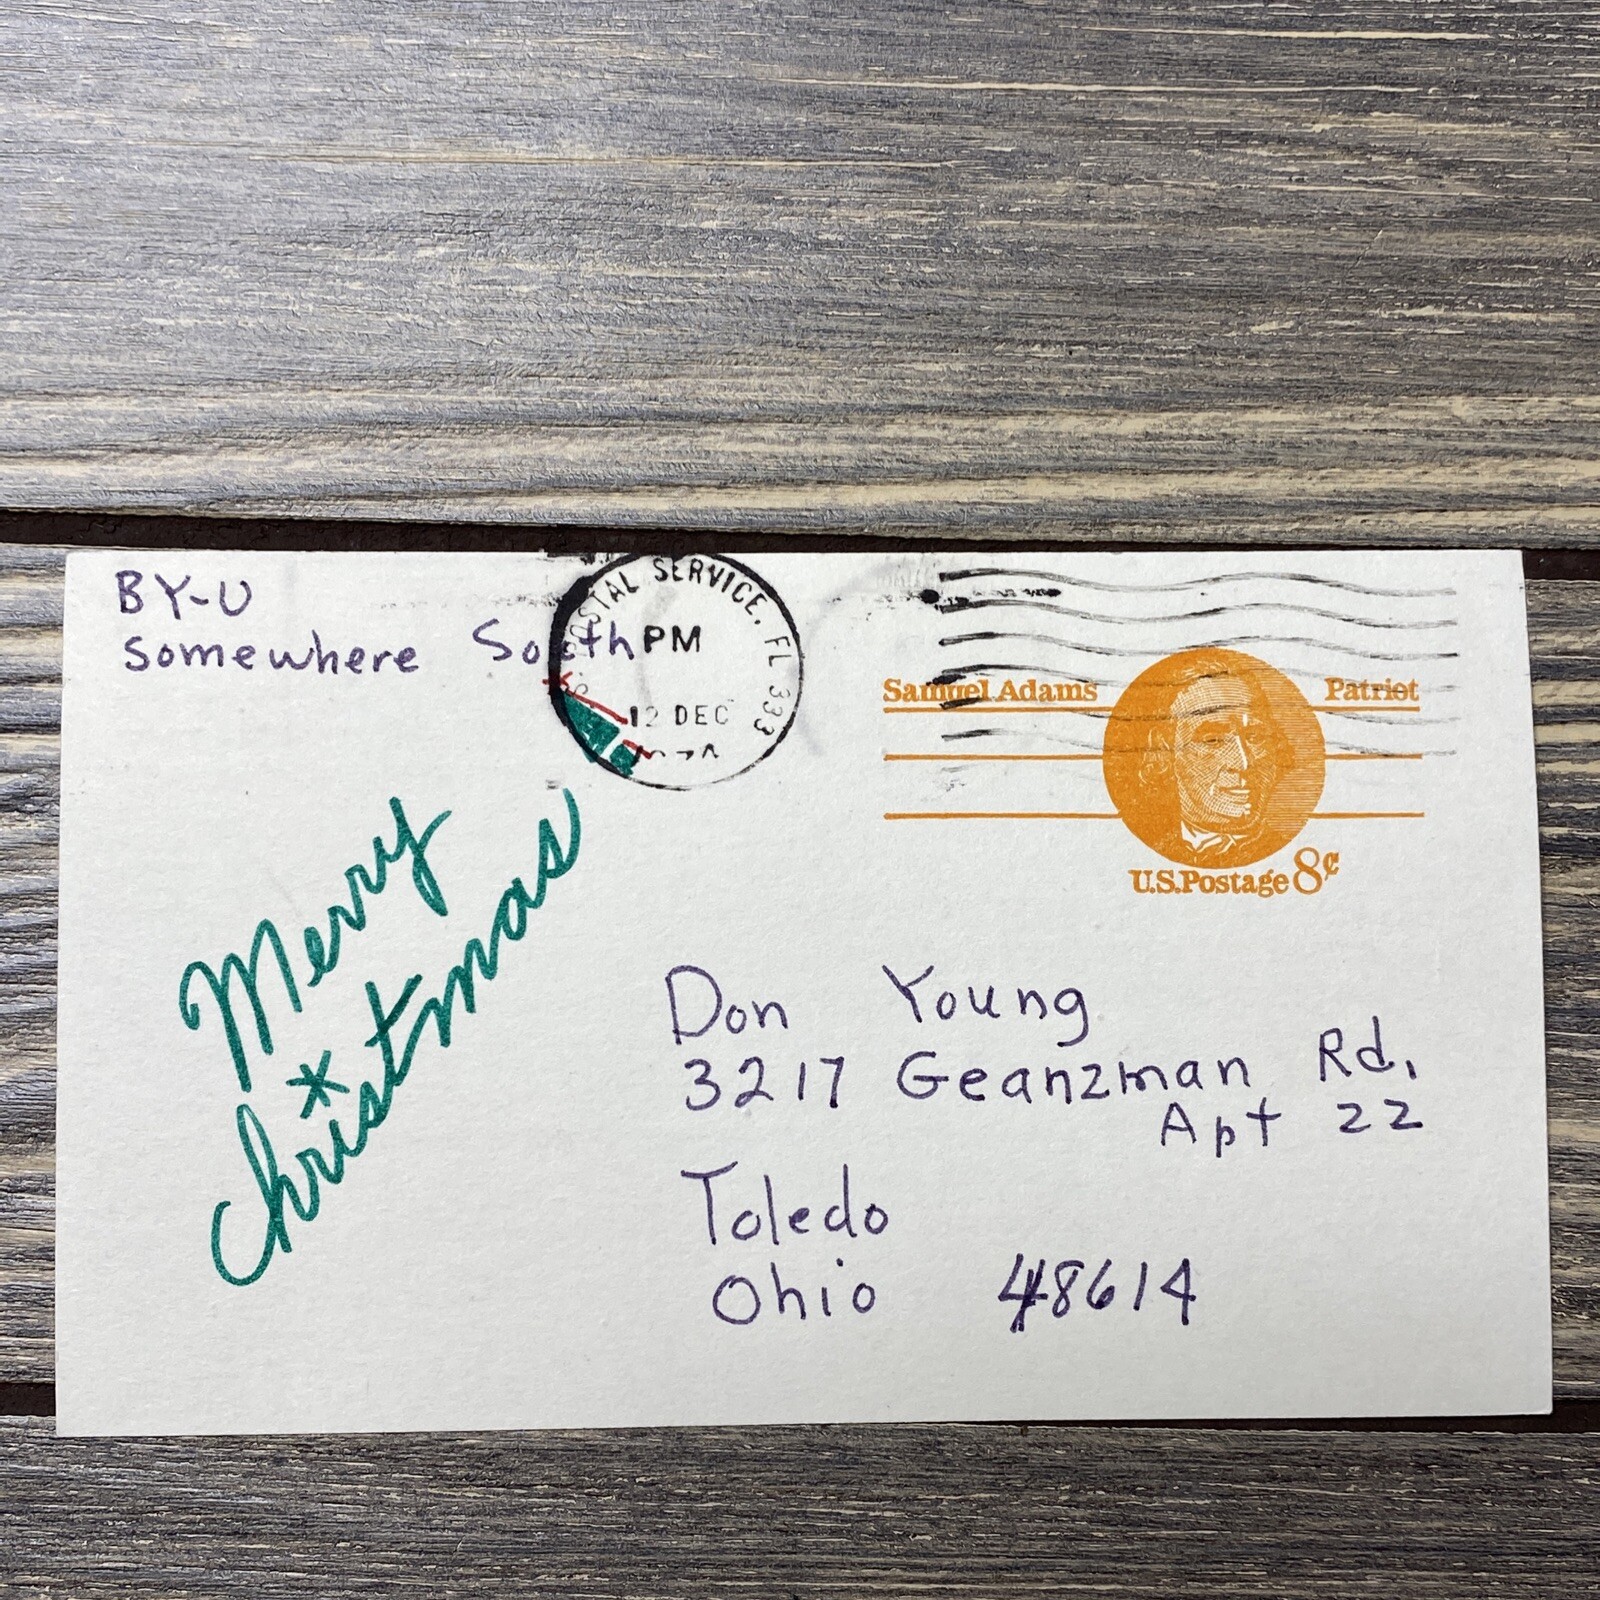 BY-U
somewhere South
POSTAL SERVICE, FL 333
PM
12 DEC
Samuel Adams Patriot
U.S. Postage 8¢
Merry
Christmas
Don Young
3217 Geanzman Rd.
Apt 22
Toledo
Ohio 48614